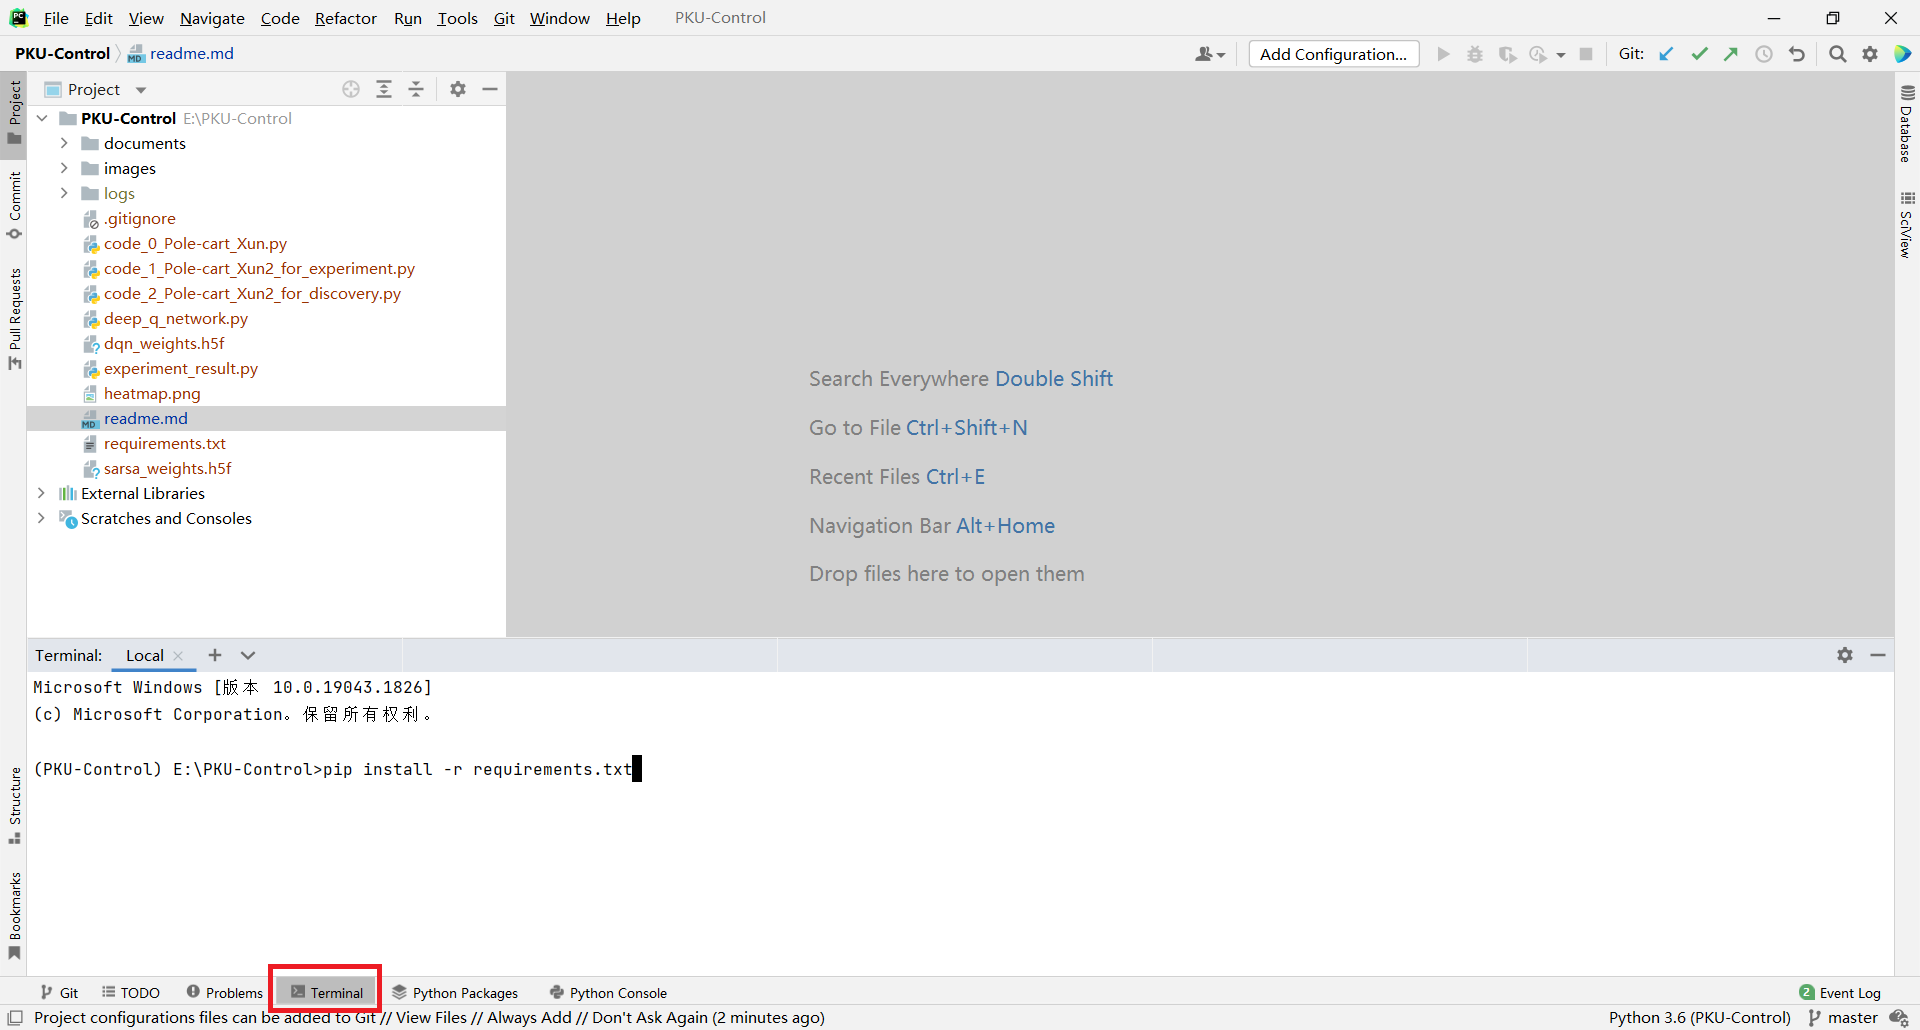 File Edit View Navigate Code Refactor Run Tools Git Window Help PKU-Control
PKU-Control readme.md
Add Configuration...
Git:
Project
PKU-Control E:\PKU-Control
documents
images
logs
.gitignore
code_0_Pole-cart_Xun.py
code_1_Pole-cart_Xun2_for_experiment.py
code_2_Pole-cart_Xun2_for_discovery.py
deep_q_network.py
dqn_weights.h5f
experiment_result.py
heatmap.png
readme.md
requirements.txt
sarsa_weights.h5f
External Libraries
Scratches and Consoles
Project
Commit
Pull Requests
Structure
Bookmarks
Search Everywhere Double Shift
Go to File Ctrl+Shift+N
Recent Files Ctrl+E
Navigation Bar Alt+Home
Drop files here to open them
Database
SciView
Terminal: Local
Microsoft Windows [版本 10.0.19043.1826]
(c) Microsoft Corporation。保留所有权利。
(PKU-Control) E:\PKU-Control>pip install -r requirements.txt
Git TODO Problems Terminal Python Packages Python Console
2 Event Log
Project configurations files can be added to Git // View Files // Always Add // Don't Ask Again (2 minutes ago)
Python 3.6 (PKU-Control) master